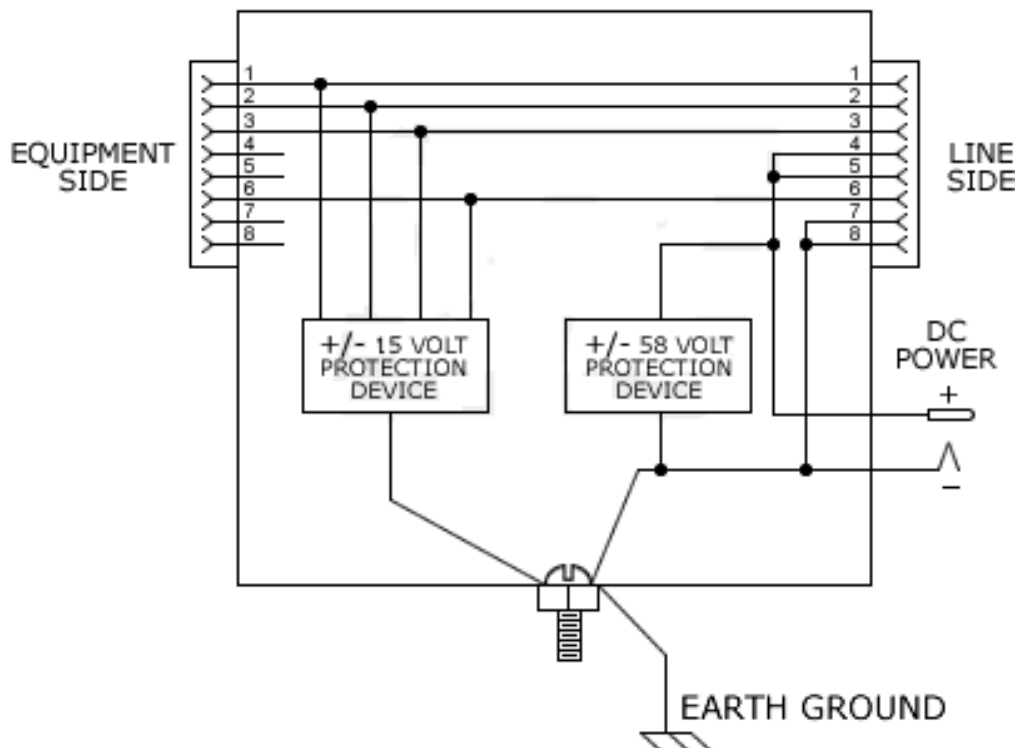 1
2
3
4
5
6
7
8
EQUIPMENT
SIDE
1
2
3
4
5
6
7
8
LINE
SIDE
+/- 15 VOLT
PROTECTION
DEVICE
+/- 58 VOLT
PROTECTION
DEVICE
DC
POWER
+
-
EARTH GROUND